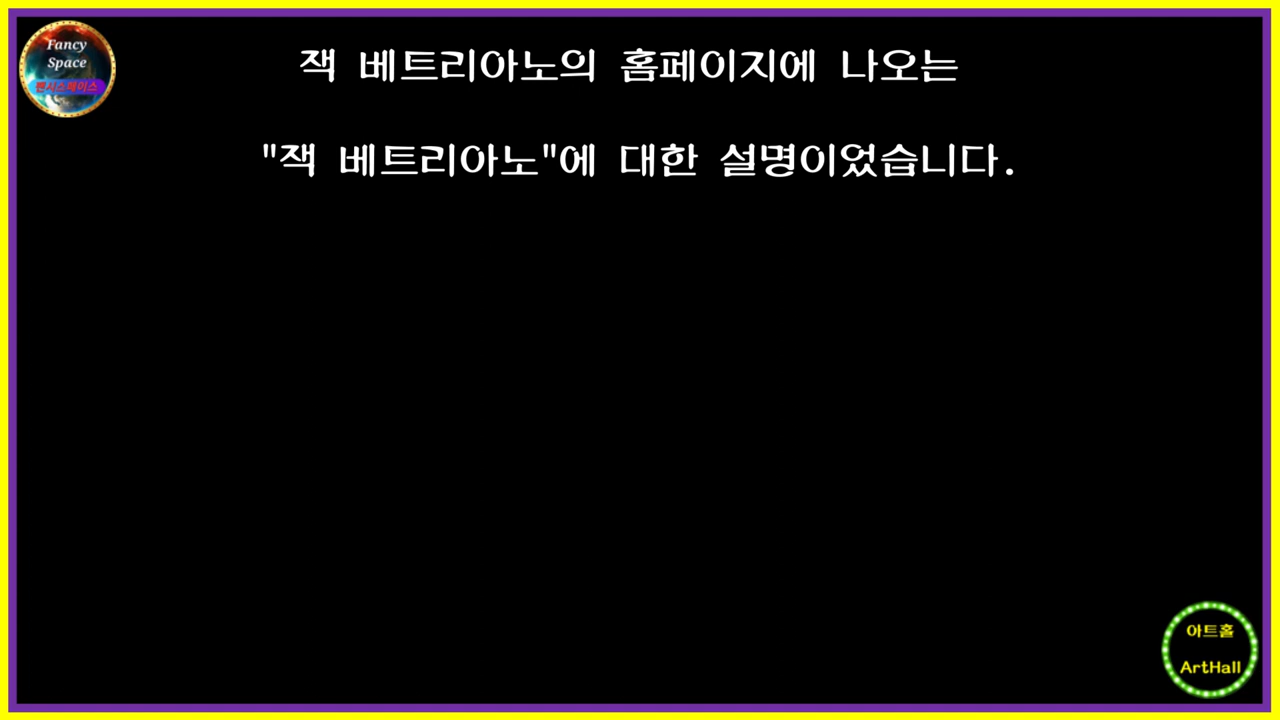 Fancy
Space
팬시스페이스
잭 베트리아노의 홈페이지에 나오는
"잭 베트리아노"에 대한 설명이었습니다.
아트홀
ArtHall